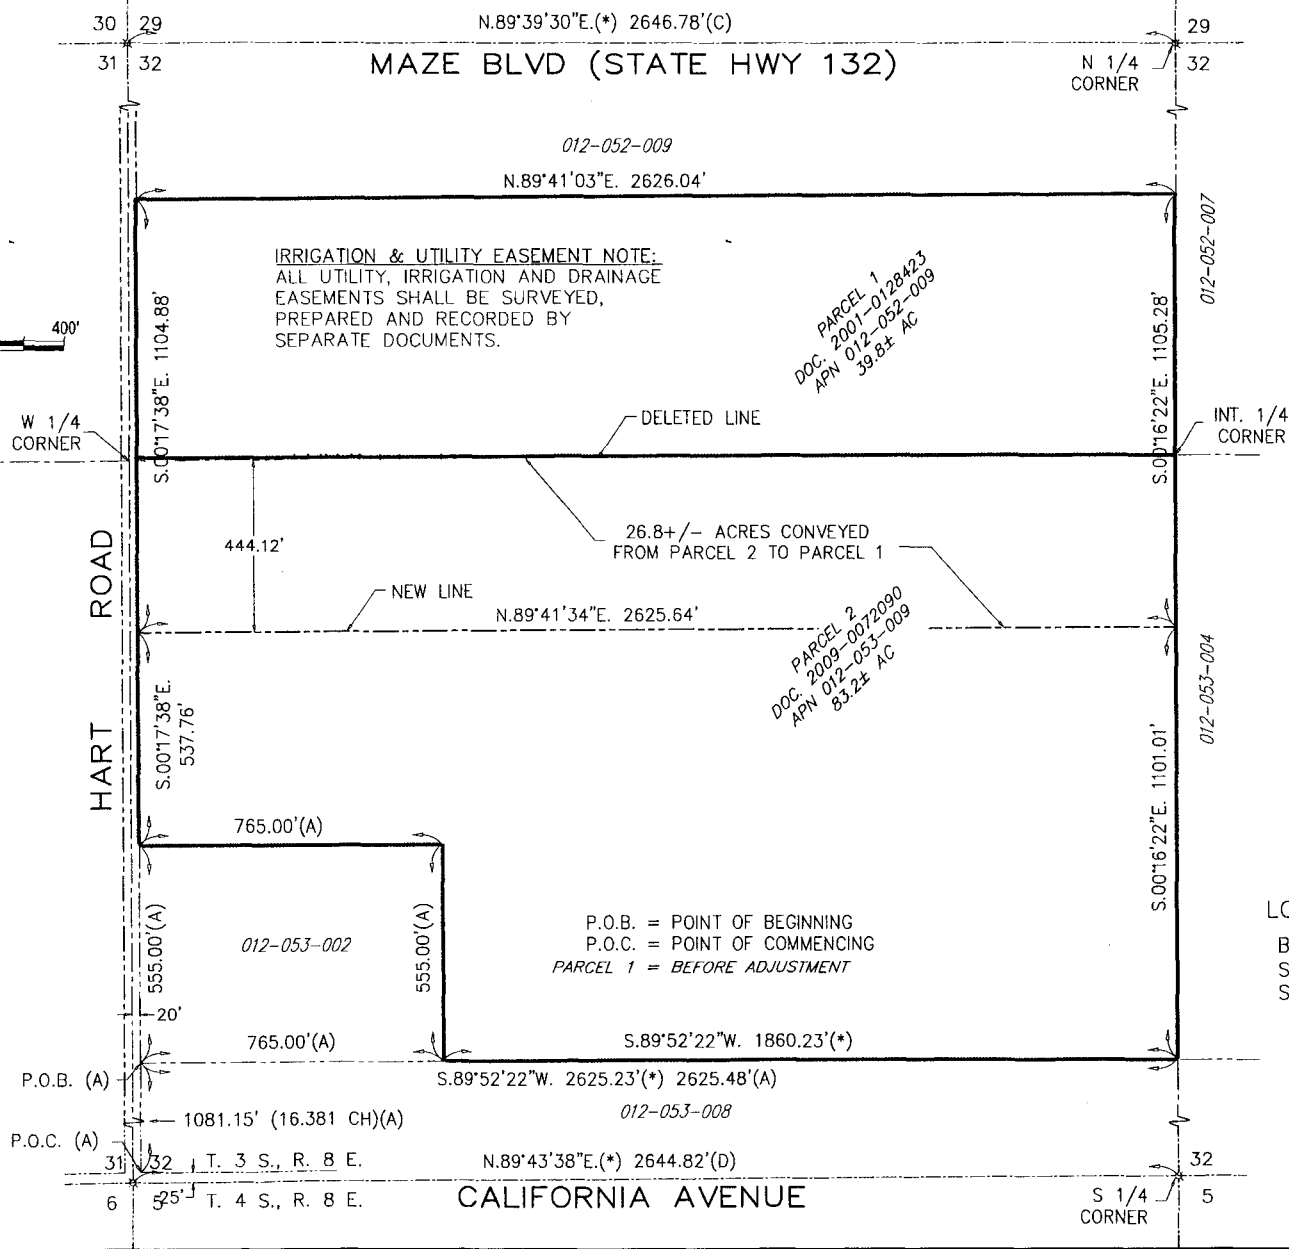 30 29
N.89°39'30"E.(*) 2646.78'(C)
29
31 32
MAZE BLVD (STATE HWY 132)
N 1/4
CORNER
32
012-052-009
N.89°41'03"E. 2626.04'
012-052-007
IRRIGATION & UTILITY EASEMENT NOTE:
ALL UTILITY, IRRIGATION AND DRAINAGE
EASEMENTS SHALL BE SURVEYED,
PREPARED AND RECORDED BY
SEPARATE DOCUMENTS.
PARCEL 1
DOC. 2001-0128423
APN 012-052-009
39.8± AC
400'
S.00°17'38"E. 1104.88'
S.00°16'22"E. 1105.28'
W 1/4
CORNER
DELETED LINE
INT. 1/4
CORNER
26.8+/- ACRES CONVEYED
FROM PARCEL 2 TO PARCEL 1
444.12'
NEW LINE
N.89°41'34"E. 2625.64'
PARCEL 2
DOC. 2009-0072090
APN 012-053-009
83.2± AC
012-053-004
HART ROAD
S.00°17'38"E.
537.76'
S.00°16'22"E. 1101.01'
765.00'(A)
555.00'(A)
012-053-002
555.00'(A)
P.O.B. = POINT OF BEGINNING
P.O.C. = POINT OF COMMENCING
PARCEL 1 = BEFORE ADJUSTMENT
LO
B
S
S
20'
765.00'(A)
S.89°52'22"W. 1860.23'(*)
P.O.B. (A)
S.89°52'22"W. 2625.23'(*) 2625.48'(A)
1081.15' (16.381 CH)(A)
012-053-008
P.O.C. (A)
31 32
T. 3 S., R. 8 E.
N.89°43'38"E.(*) 2644.82'(D)
32
6 5
25'
T. 4 S., R. 8 E.
CALIFORNIA AVENUE
S 1/4
CORNER
5